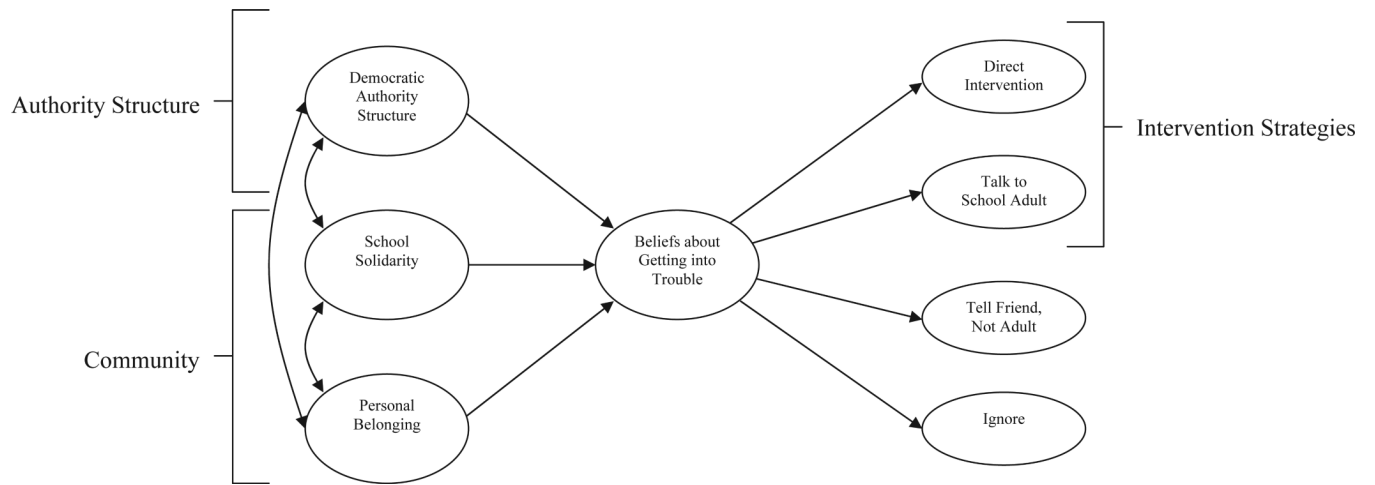 Authority Structure
Community
Democratic
Authority
Structure
School
Solidarity
Personal
Belonging
Beliefs about
Getting into
Trouble
Direct
Intervention
Talk to
School Adult
Tell Friend,
Not Adult
Ignore
Intervention Strategies